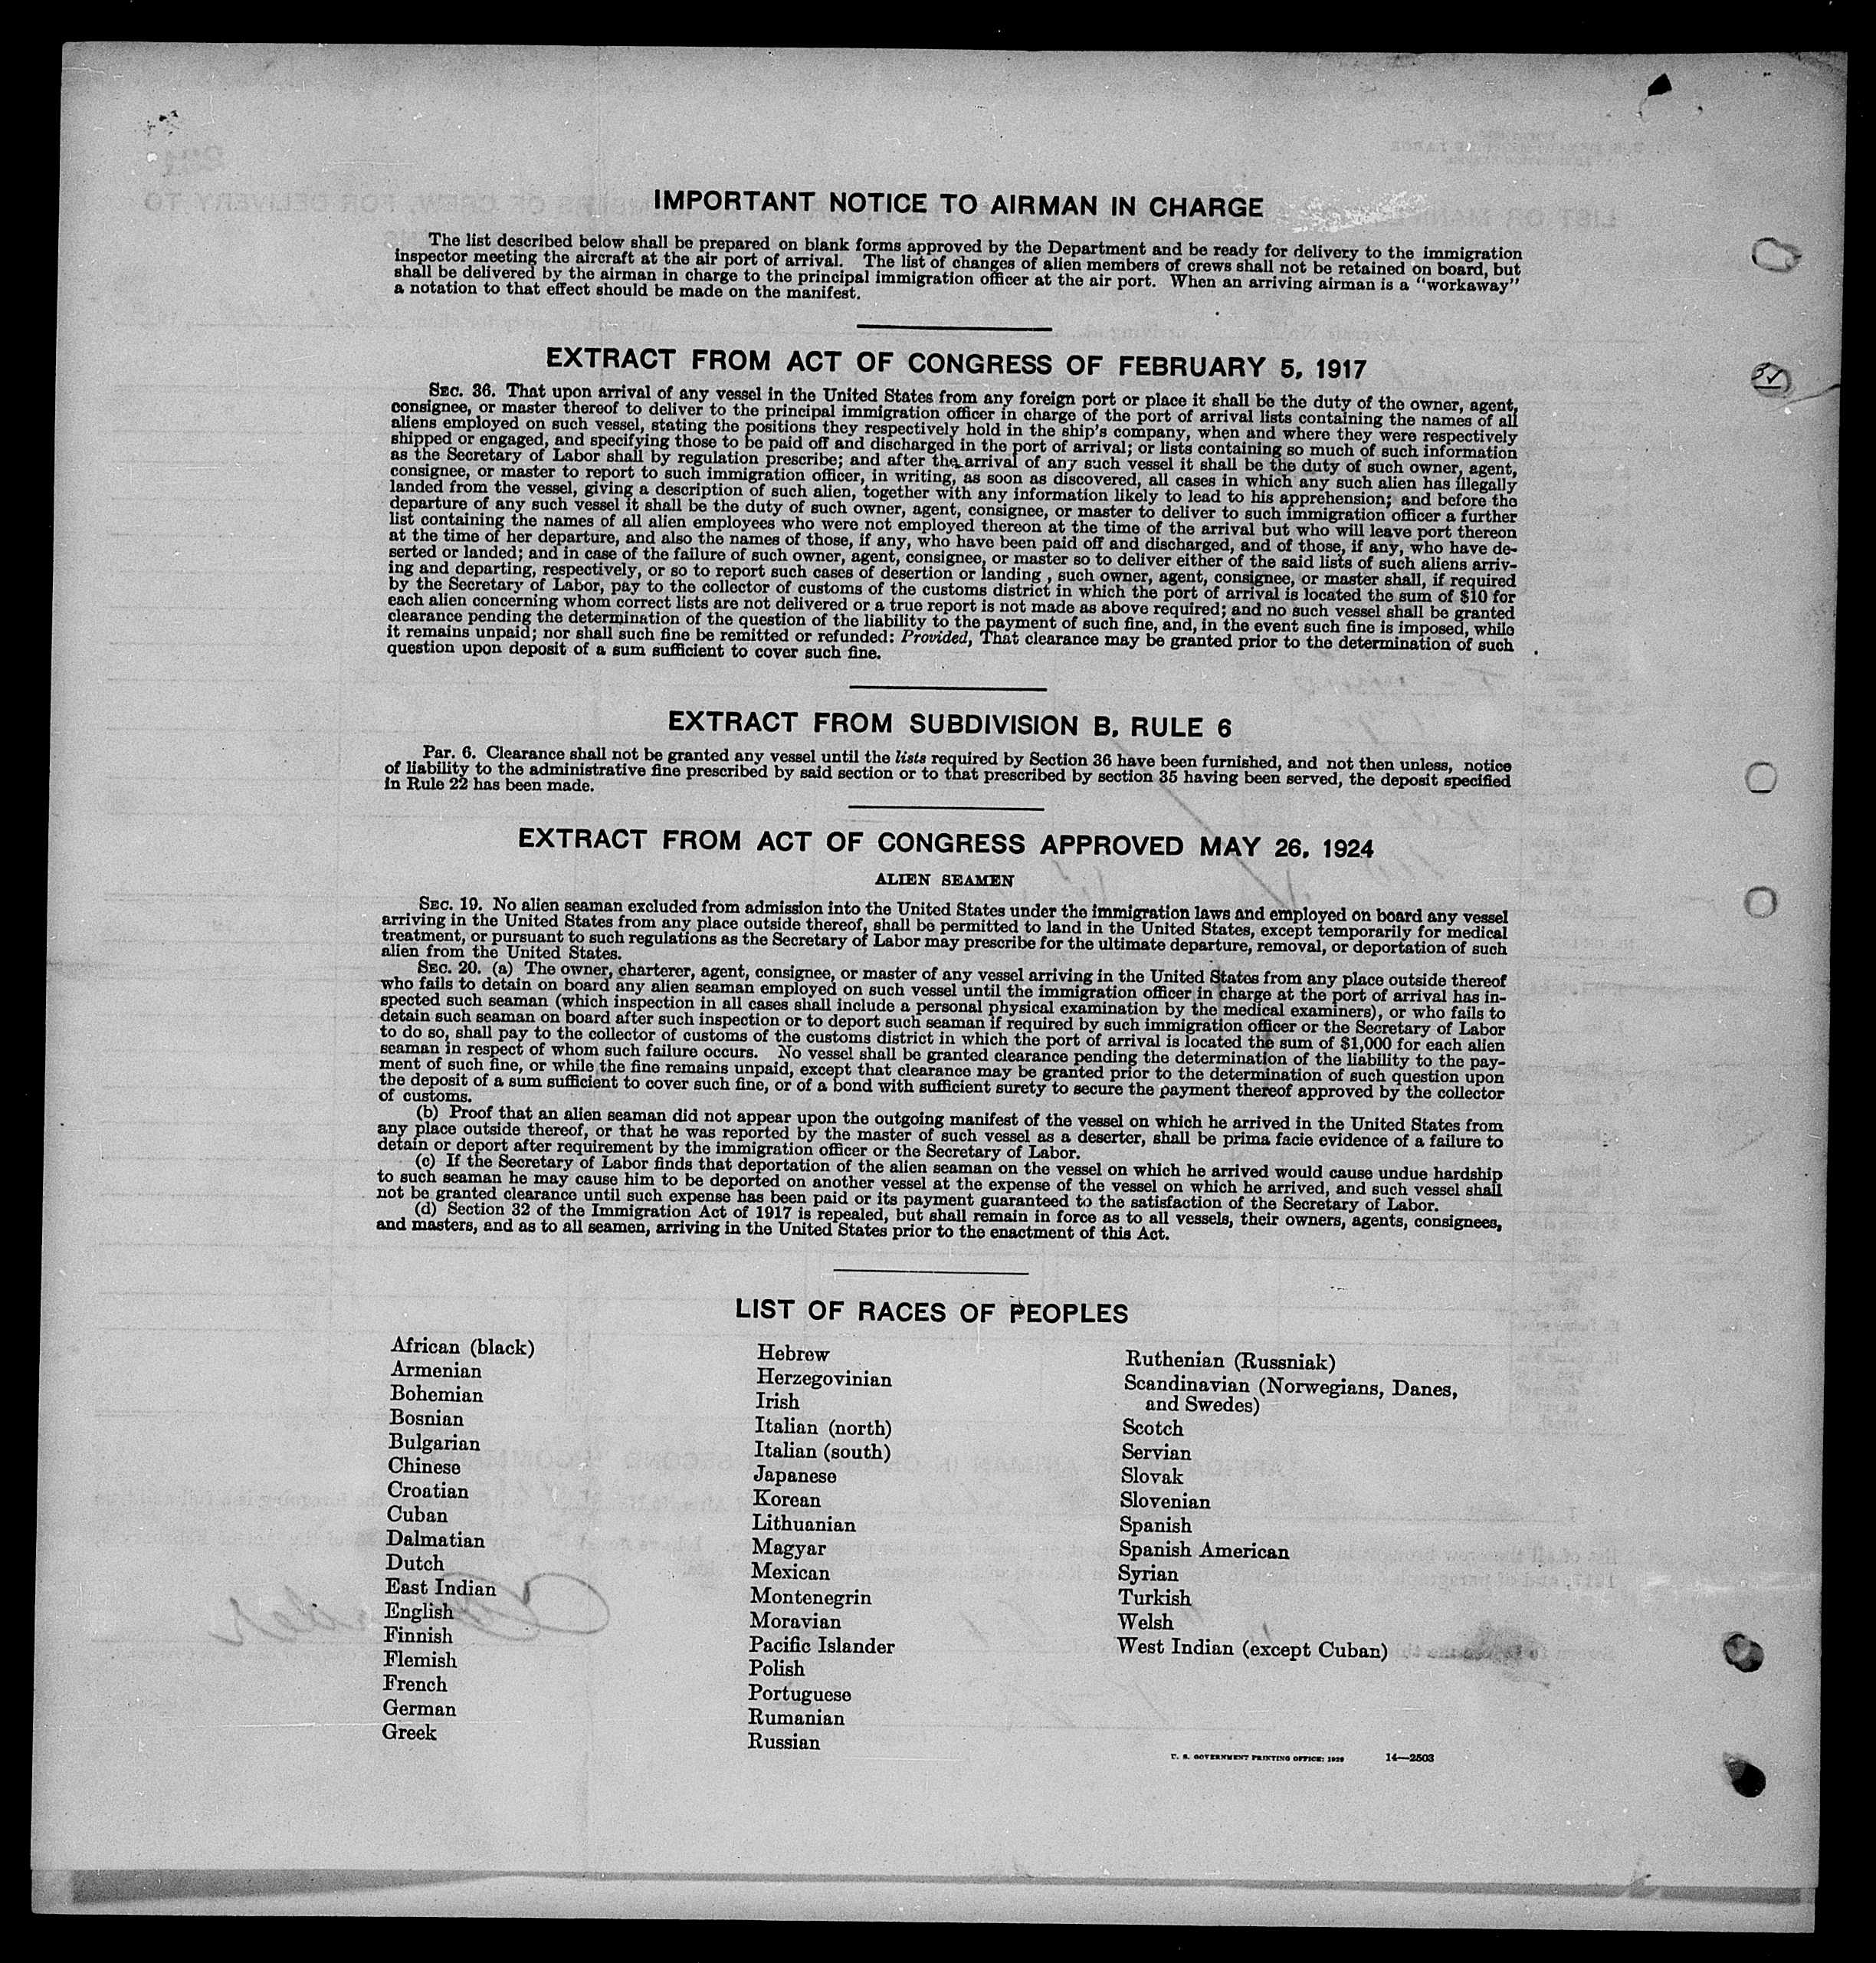 IMPORTANT NOTICE TO AIRMAN IN CHARGE
The list described below shall be prepared on blank forms approved by the Department and be ready for delivery to the immigration
inspector meeting the aircraft at the air port of arrival. The list of changes of alien members of crews shall not be retained on board, but
shall be delivered by the airman in charge to the principal immigration officer at the air port. When an arriving airman is a “workaway”
a notation to that effect should be made on the manifest.
EXTRACT FROM ACT OF CONGRESS OF FEBRUARY 5, 1917
SEC. 36. That upon arrival of any vessel in the United States from any foreign port or place it shall be the duty of the owner, agent,
consignee, or master thereof to deliver to the principal immigration officer in charge of the port of arrival lists containing the names of all
aliens employed on such vessel, stating the positions they respectively hold in the ship's company, when and where they were respectively
shipped or engaged, and specifying those to be paid off and discharged in the port of arrival; or lists containing so much of such information
as the Secretary of Labor shall by regulation prescribe; and after the arrival of any such vessel it shall be the duty of such owner, agent,
consignee, or master to report to such immigration officer, in writing, as soon as discovered, all cases in which any such alien has illegally
landed from the vessel, giving a description of such alien, together with any information likely to lead to his apprehension; and before the
departure of any such vessel it shall be the duty of such owner, agent, consignee, or master to deliver to such immigration officer a further
list containing the names of all alien employees who were not employed thereon at the time of the arrival but who will leave port thereon
at the time of her departure, and also the names of those, if any, who have been paid off and discharged, and of those, if any, who have de-
serted or landed; and in case of the failure of such owner, agent, consignee, or master so to deliver either of the said lists of such aliens arriv-
ing and departing, respectively, or so to report such cases of desertion or landing , such owner, agent, consignee, or master shall, if required
by the Secretary of Labor, pay to the collector of customs of the customs district in which the port of arrival is located the sum of $10 for
each alien concerning whom correct lists are not delivered or a true report is not made as above required; and no such vessel shall be granted
clearance pending the determination of the question of the liability to the payment of such fine, and, in the event such fine is imposed, while
it remains unpaid; nor shall such fine be remitted or refunded: Provided, That clearance may be granted prior to the determination of such
question upon deposit of a sum sufficient to cover such fine.
EXTRACT FROM SUBDIVISION B, RULE 6
Par. 6. Clearance shall not be granted any vessel until the lists required by Section 36 have been furnished, and not then unless, notice
of liability to the administrative fine prescribed by said section or to that prescribed by section 35 having been served, the deposit specified
in Rule 22 has been made.
EXTRACT FROM ACT OF CONGRESS APPROVED MAY 26, 1924
ALIEN SEAMEN
SEC. 19. No alien seaman excluded from admission into the United States under the immigration laws and employed on board any vessel
arriving in the United States from any place outside thereof, shall be permitted to land in the United States, except temporarily for medical
treatment, or pursuant to such regulations as the Secretary of Labor may prescribe for the ultimate departure, removal, or deportation of such
alien from the United States.
SEC. 20. (a) The owner, charterer, agent, consignee, or master of any vessel arriving in the United States from any place outside thereof
who fails to detain on board any alien seaman employed on such vessel until the immigration officer in charge at the port of arrival has in-
spected such seaman (which inspection in all cases shall include a personal physical examination by the medical examiners), or who fails to
detain such seaman on board after such inspection or to deport such seaman if required by such immigration officer or the Secretary of Labor
to do so, shall pay to the collector of customs of the customs district in which the port of arrival is located the sum of $1,000 for each alien
seaman in respect of whom such failure occurs. No vessel shall be granted clearance pending the determination of the liability to the pay-
ment of such fine, or while the fine remains unpaid, except that clearance may be granted prior to the determination of such question upon
the deposit of a sum sufficient to cover such fine, or of a bond with sufficient surety to secure the payment thereof approved by the collector
of customs.
(b) Proof that an alien seaman did not appear upon the outgoing manifest of the vessel on which he arrived in the United States from
any place outside thereof, or that he was reported by the master of such vessel as a deserter, shall be prima facie evidence of a failure to
detain or deport after requirement by the immigration officer or the Secretary of Labor.
(c) If the Secretary of Labor finds that deportation of the alien seaman on the vessel on which he arrived would cause undue hardship
to such seaman he may cause him to be deported on another vessel at the expense of the vessel on which he arrived, and such vessel shall
not be granted clearance until such expense has been paid or its payment guaranteed to the satisfaction of the Secretary of Labor.
(d) Section 32 of the Immigration Act of 1917 is repealed, but shall remain in force as to all vessels, their owners, agents, consignees,
and masters, and as to all seamen, arriving in the United States prior to the enactment of this Act.
LIST OF RACES OF PEOPLES
African (black)
Armenian
Bohemian
Bosnian
Bulgarian
Chinese
Croatian
Cuban
Dalmatian
Dutch
East Indian
English
Finnish
Flemish
French
German
Greek
Hebrew
Herzegovinian
Irish
Italian (north)
Italian (south)
Japanese
Korean
Lithuanian
Magyar
Mexican
Montenegrin
Moravian
Pacific Islander
Polish
Portuguese
Rumanian
Russian
Ruthenian (Russniak)
Scandinavian (Norwegians, Danes,
and Swedes)
Scotch
Servian
Slovak
Slovenian
Spanish
Spanish American
Syrian
Turkish
Welsh
West Indian (except Cuban)
U. S. GOVERNMENT PRINTING OFFICE: 1929 14—2503